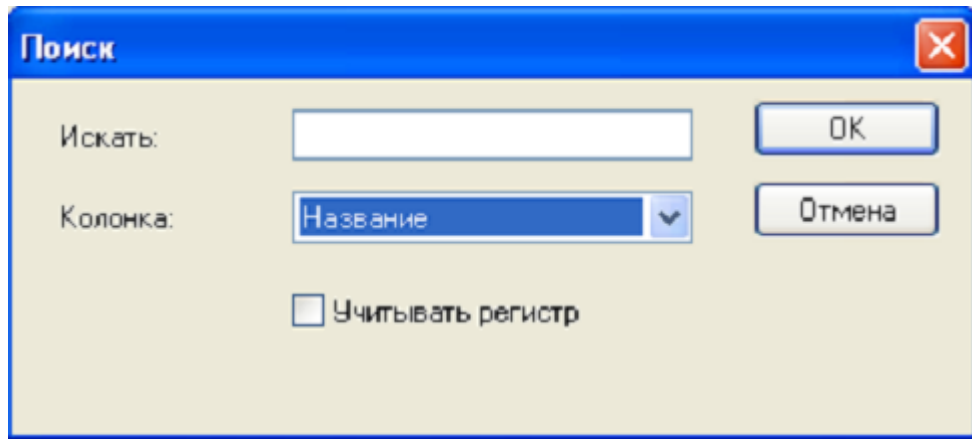 Поиск
Искать:
OK
Колонка:
Название
Отмена
Учитывать регистр